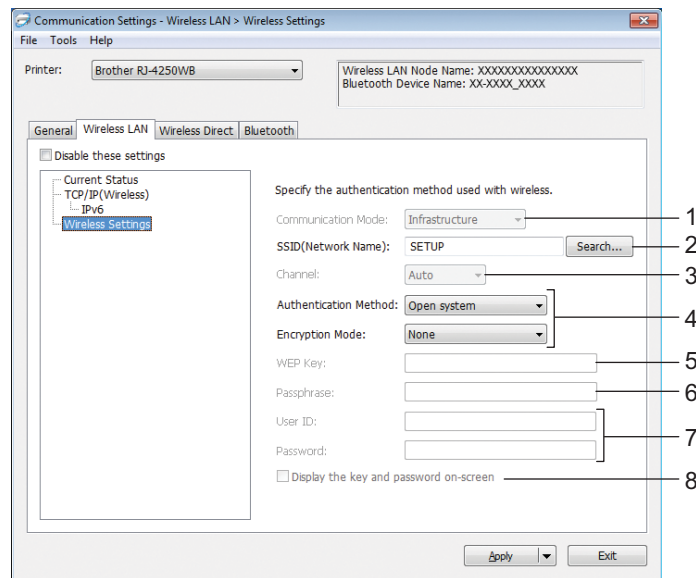 Communication Settings - Wireless LAN > Wireless Settings
File Tools Help
Printer: Brother RJ-4250WB
Wireless LAN Node Name: XXXXXXXXXXXXXXX
Bluetooth Device Name: XX-XXXX_XXXX
General Wireless LAN Wireless Direct Bluetooth
Disable these settings
Current Status
TCP/IP(Wireless)
IPv6
Wireless Settings
Specify the authentication method used with wireless.
Communication Mode: Infrastructure 1
SSID(Network Name): SETUP Search... 2
Channel: Auto 3
Authentication Method: Open system
4
Encryption Mode: None
WEP Key: 5
Passphrase: 6
User ID:
7
Password:
Display the key and password on-screen 8
Apply Exit